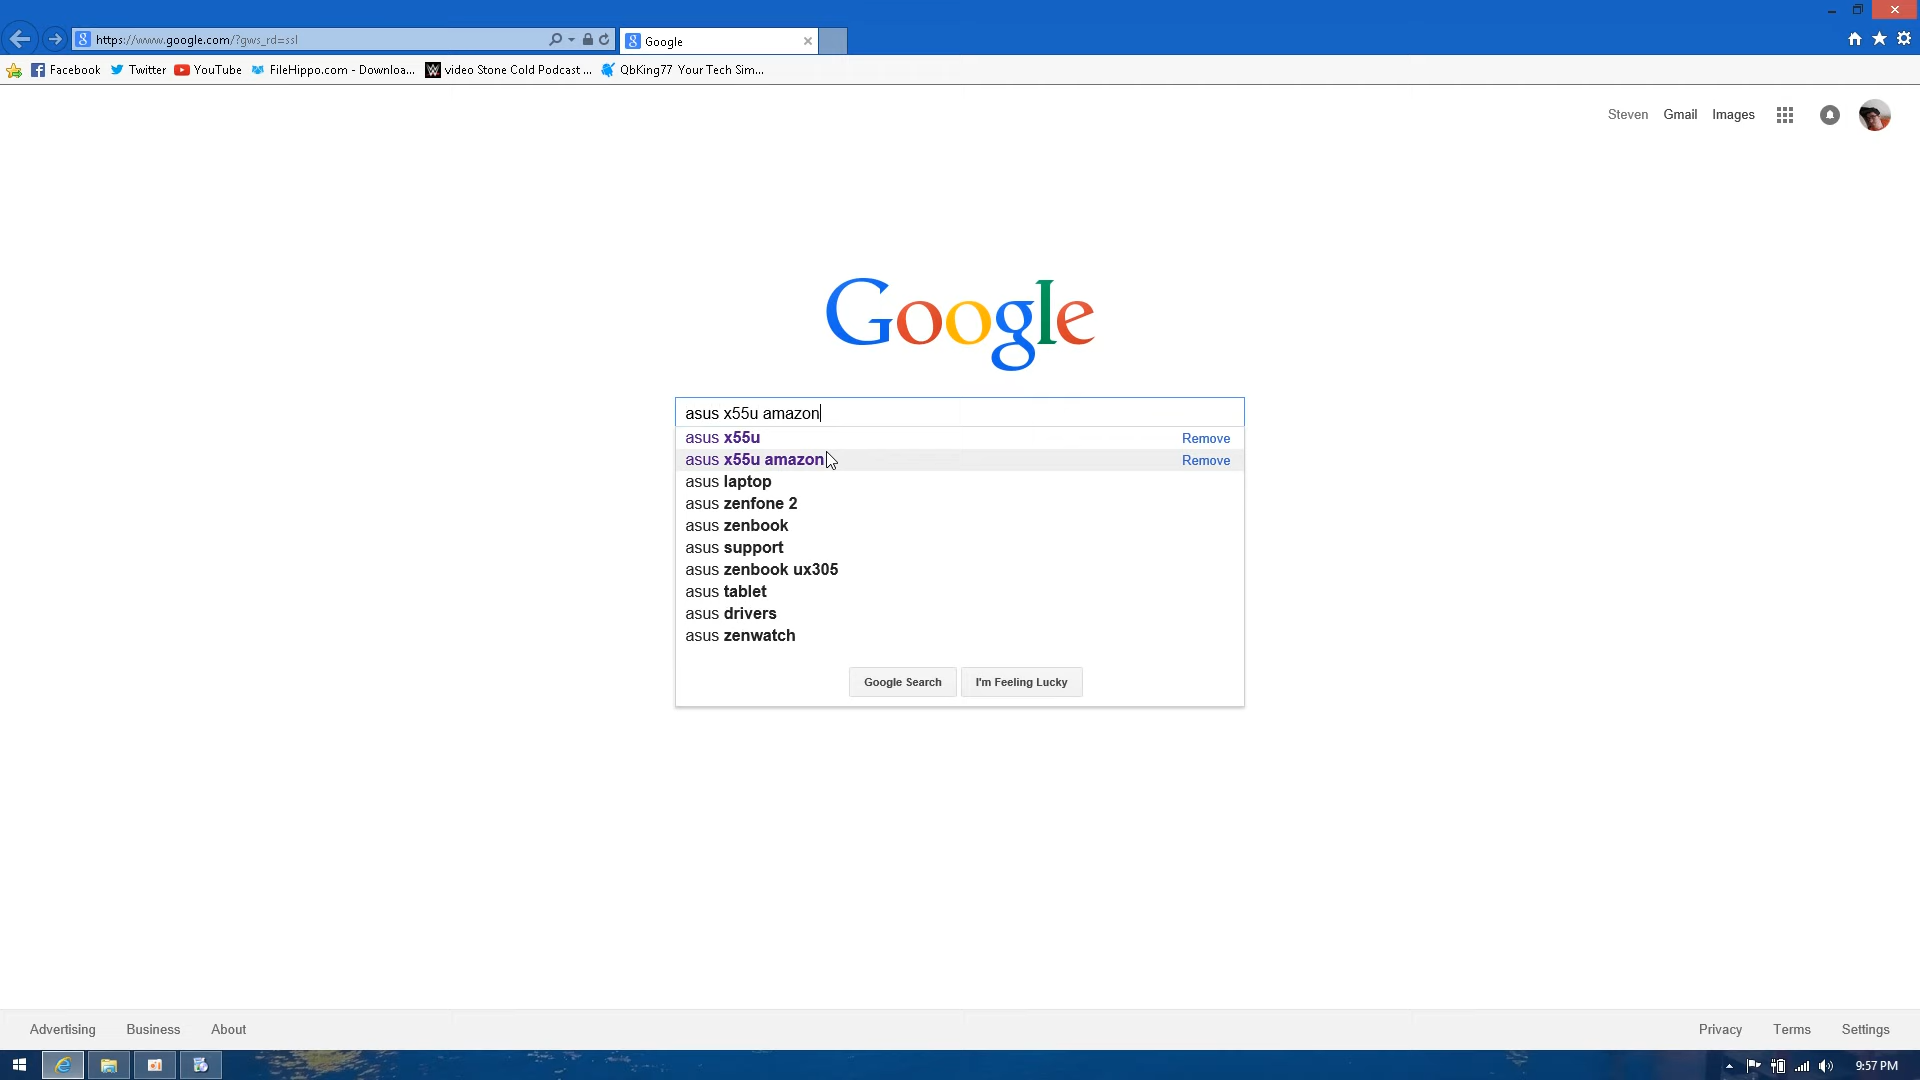 https://www.google.com/?gws_rd=ssl
Google
Facebook
Twitter
YouTube
FileHippo.com - Downloa...
video Stone Cold Podcast ...
QbKing77 Your Tech Sim...
Steven
Gmail
Images
Google
asus x55u amazon
asus x55u
Remove
asus x55u amazon
Remove
asus laptop
asus zenfone 2
asus zenbook
asus support
asus zenbook ux305
asus tablet
asus drivers
asus zenwatch
Google Search
I'm Feeling Lucky
Advertising
Business
About
Privacy
Terms
Settings
9:57 PM